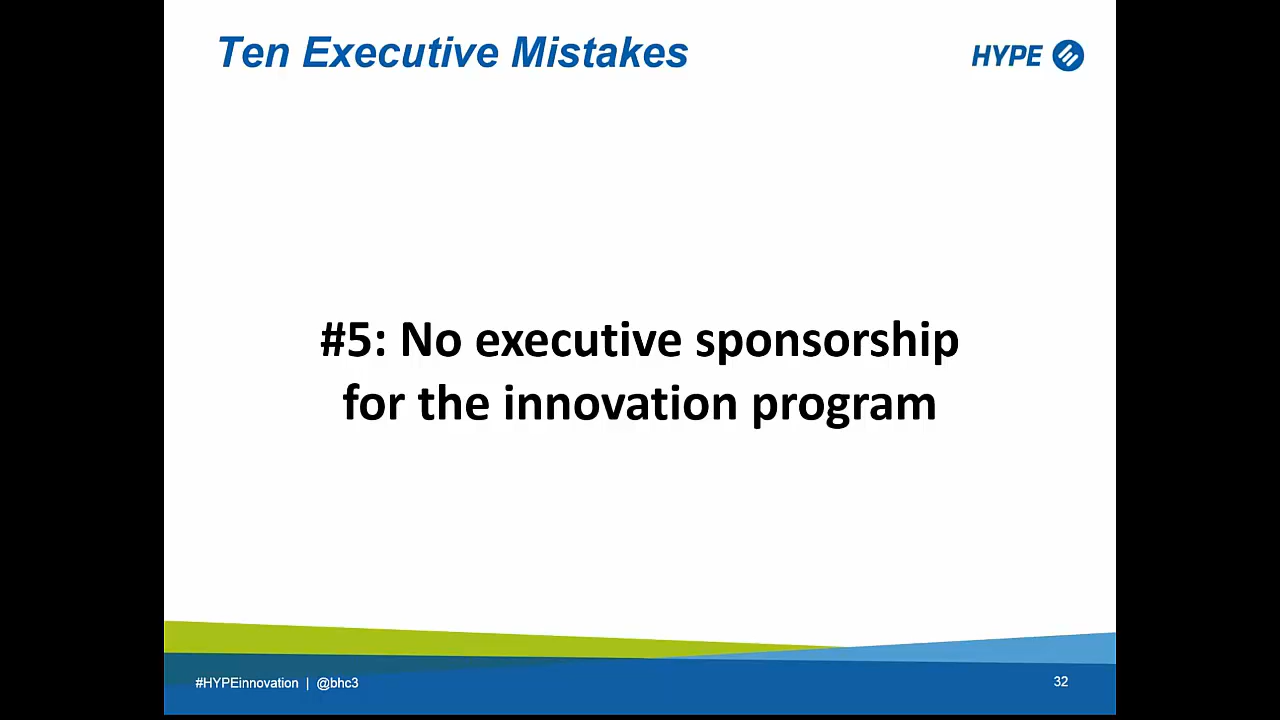 Ten Executive Mistakes
HYPE
#5: No executive sponsorship
for the innovation program
#HYPEinnovation | @bhc3
32